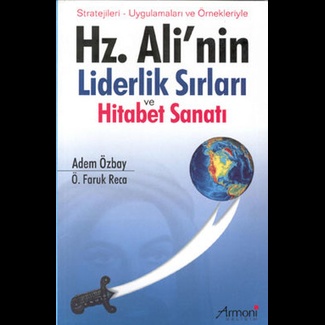 Stratejileri - Uygulamaları ve Örnekleriyle
Hz. Ali'nin
Liderlik Sırları
ve
Hitabet Sanatı
Adem Özbay
Ö. Faruk Reca
Armoni